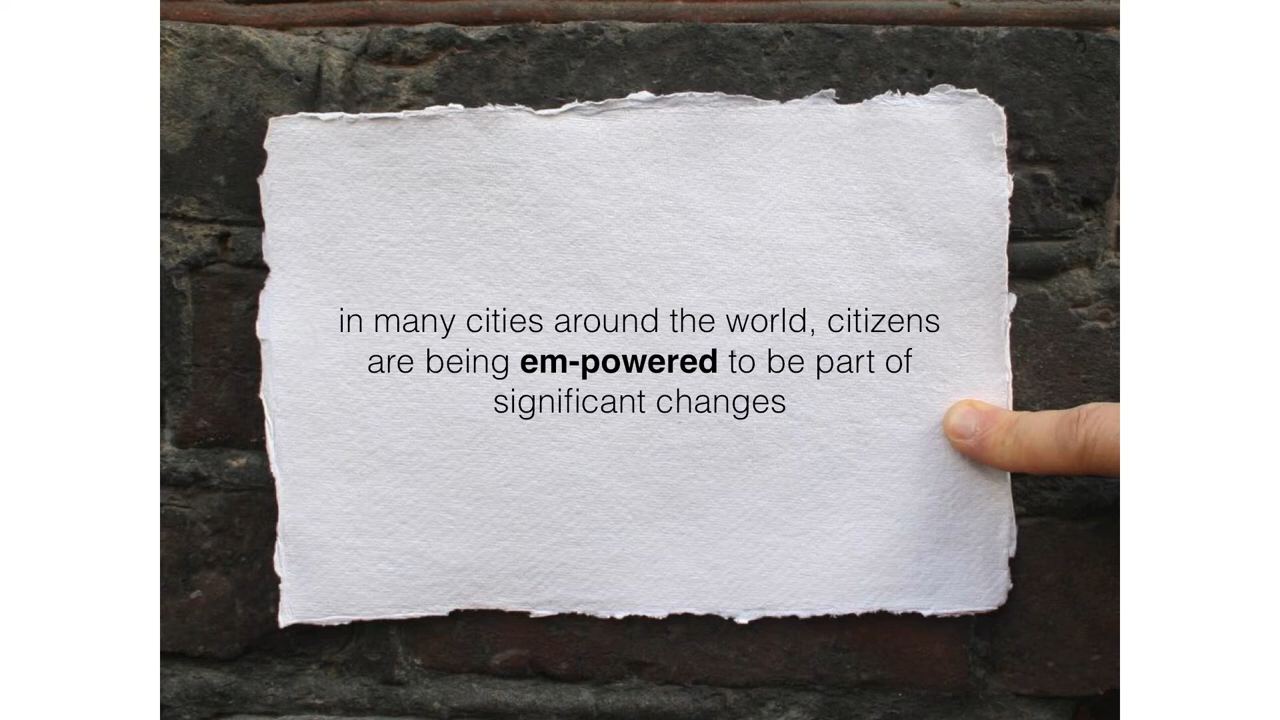 in many cities around the world, citizens
are being em-powered to be part of
significant changes